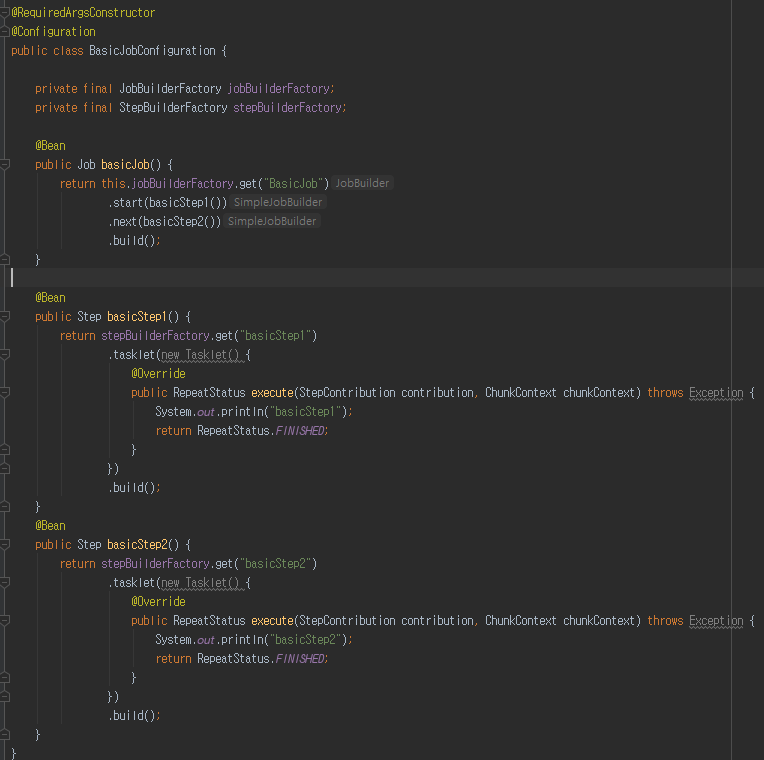 @RequiredArgsConstructor
@Configuration
public class BasicJobConfiguration {
    private final JobBuilderFactory jobBuilderFactory;
    private final StepBuilderFactory stepBuilderFactory;
    @Bean
    public Job basicJob() {
        return this.jobBuilderFactory.get("BasicJob") JobBuilder
                .start(basicStep1()) SimpleJobBuilder
                .next(basicStep2()) SimpleJobBuilder
                .build();
    }
    @Bean
    public Step basicStep1() {
        return stepBuilderFactory.get("basicStep1")
                .tasklet(new Tasklet() {
                    @Override
                    public RepeatStatus execute(StepContribution contribution, ChunkContext chunkContext) throws Exception {
                        System.out.println("basicStep1");
                        return RepeatStatus.FINISHED;
                    }
                })
                .build();
    }
    @Bean
    public Step basicStep2() {
        return stepBuilderFactory.get("basicStep2")
                .tasklet(new Tasklet() {
                    @Override
                    public RepeatStatus execute(StepContribution contribution, ChunkContext chunkContext) throws Exception {
                        System.out.println("basicStep2");
                        return RepeatStatus.FINISHED;
                    }
                })
                .build();
    }
}